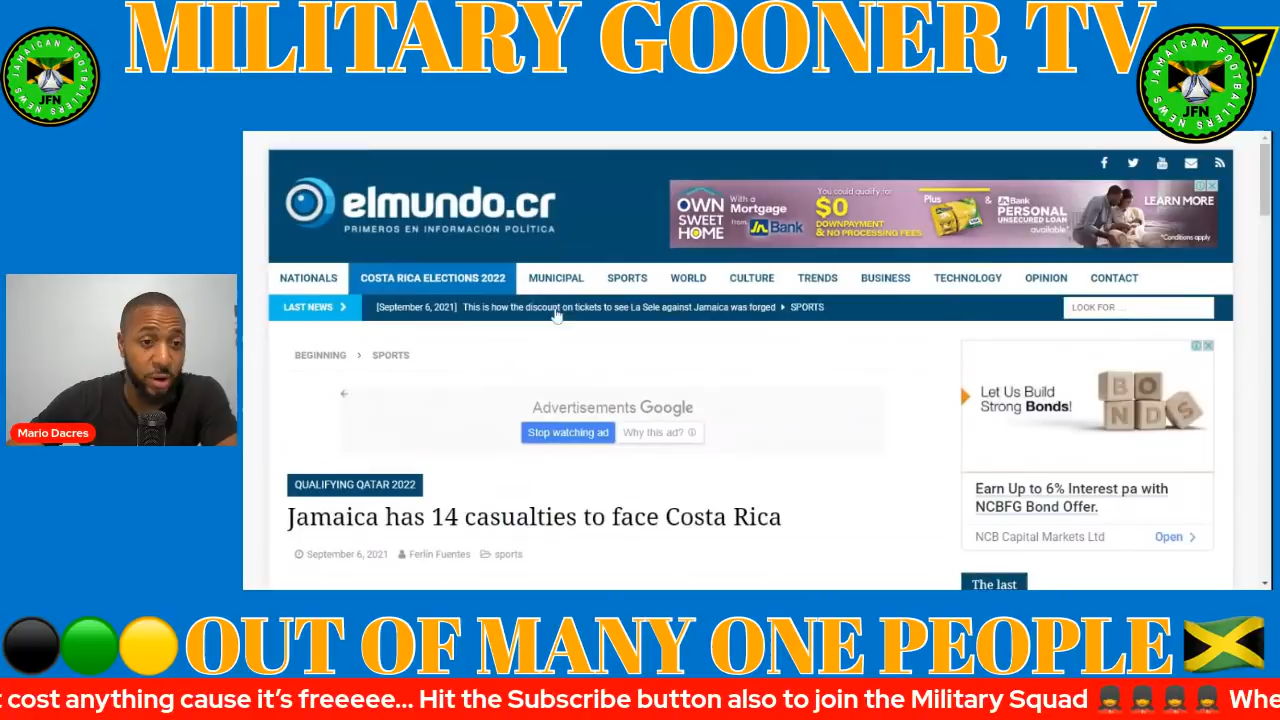 MILITARY GOONER TV
JAMAICAN FOOTBALLERS NEWS
JFN
JAMAICAN FOOTBALLERS NEWS
JFN
elmundo.cr
PRIMEROS EN INFORMACIÓN POLÍTICA
OWN SWEET HOME
With a Mortgage from JN Bank
You could qualify for
$0
DOWNPAYMENT
& NO PROCESSING FEES
Plus
&
JN Bank
PERSONAL
UNSECURED LOAN
available!
LEARN MORE
*Conditions apply
NATIONALS COSTA RICA ELECTIONS 2022 MUNICIPAL SPORTS WORLD CULTURE TRENDS BUSINESS TECHNOLOGY OPINION CONTACT
LAST NEWS [September 6, 2021] This is how the discount on tickets to see La Sele against Jamaica was forged SPORTS LOOK FOR ...
BEGINNING > SPORTS
Advertisements Google
Stop watching ad Why this ad?
Let Us Build
Strong Bonds!
BO
NDS
QUALIFYING QATAR 2022
Jamaica has 14 casualties to face Costa Rica
September 6, 2021 Ferlin Fuentes sports
Earn Up to 6% Interest pa with
NCBFG Bond Offer.
NCB Capital Markets Ltd Open >
The last
Mario Dacres
OUT OF MANY ONE PEOPLE
t cost anything cause it's freeeee... Hit the Subscribe button also to join the Military Squad 💂💂💂💂 Whe